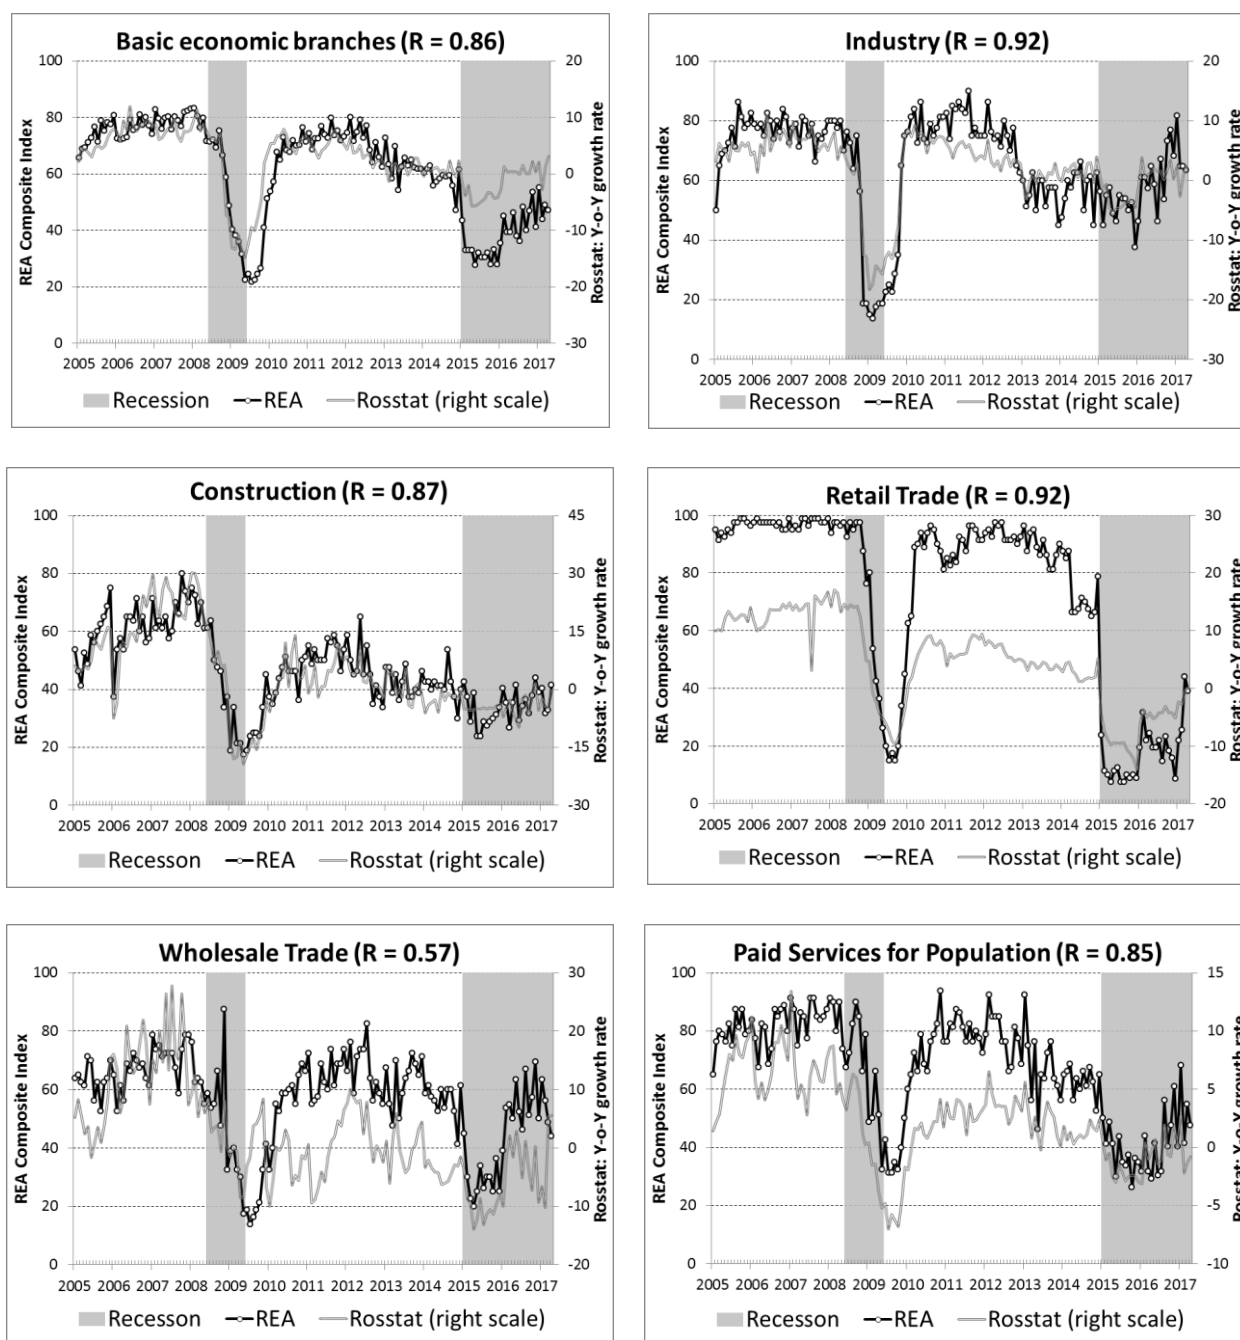 Basic economic branches (R = 0.86)
REA Composite Index
100
80
60
40
20
0
20
10
0
-10
-20
-30
Rosstat: Y-o-Y growth rate
2005 2006 2007 2008 2009 2010 2011 2012 2013 2014 2015 2016 2017
Recession REA Rosstat (right scale)
Industry (R = 0.92)
REA Composite Index
100
80
60
40
20
0
20
10
0
-10
-20
-30
Rosstat: Y-o-Y growth rate
2005 2006 2007 2008 2009 2010 2011 2012 2013 2014 2015 2016 2017
Recesson REA Rosstat (right scale)
Construction (R = 0.87)
REA Composite Index
100
80
60
40
20
0
45
30
15
0
-15
-30
Rosstat: Y-o-Y growth rate
2005 2006 2007 2008 2009 2010 2011 2012 2013 2014 2015 2016 2017
Recesson REA Rosstat (right scale)
Retail Trade (R = 0.92)
REA Composite Index
100
80
60
40
20
0
30
20
10
0
-10
-20
Rosstat: Y-o-Y growth rate
2005 2006 2007 2008 2009 2010 2011 2012 2013 2014 2015 2016 2017
Recesson REA Rosstat (right scale)
Wholesale Trade (R = 0.57)
REA Composite Index
100
80
60
40
20
0
30
20
10
0
-10
-20
Rosstat: Y-o-Y growth rate
2005 2006 2007 2008 2009 2010 2011 2012 2013 2014 2015 2016 2017
Recesson REA Rosstat (right scale)
Paid Services for Population (R = 0.85)
REA Composite Index
100
80
60
40
20
0
15
10
5
0
-5
-10
Rosstat: Y-o-Y growth rate
2005 2006 2007 2008 2009 2010 2011 2012 2013 2014 2015 2016 2017
Recesson REA Rosstat (right scale)